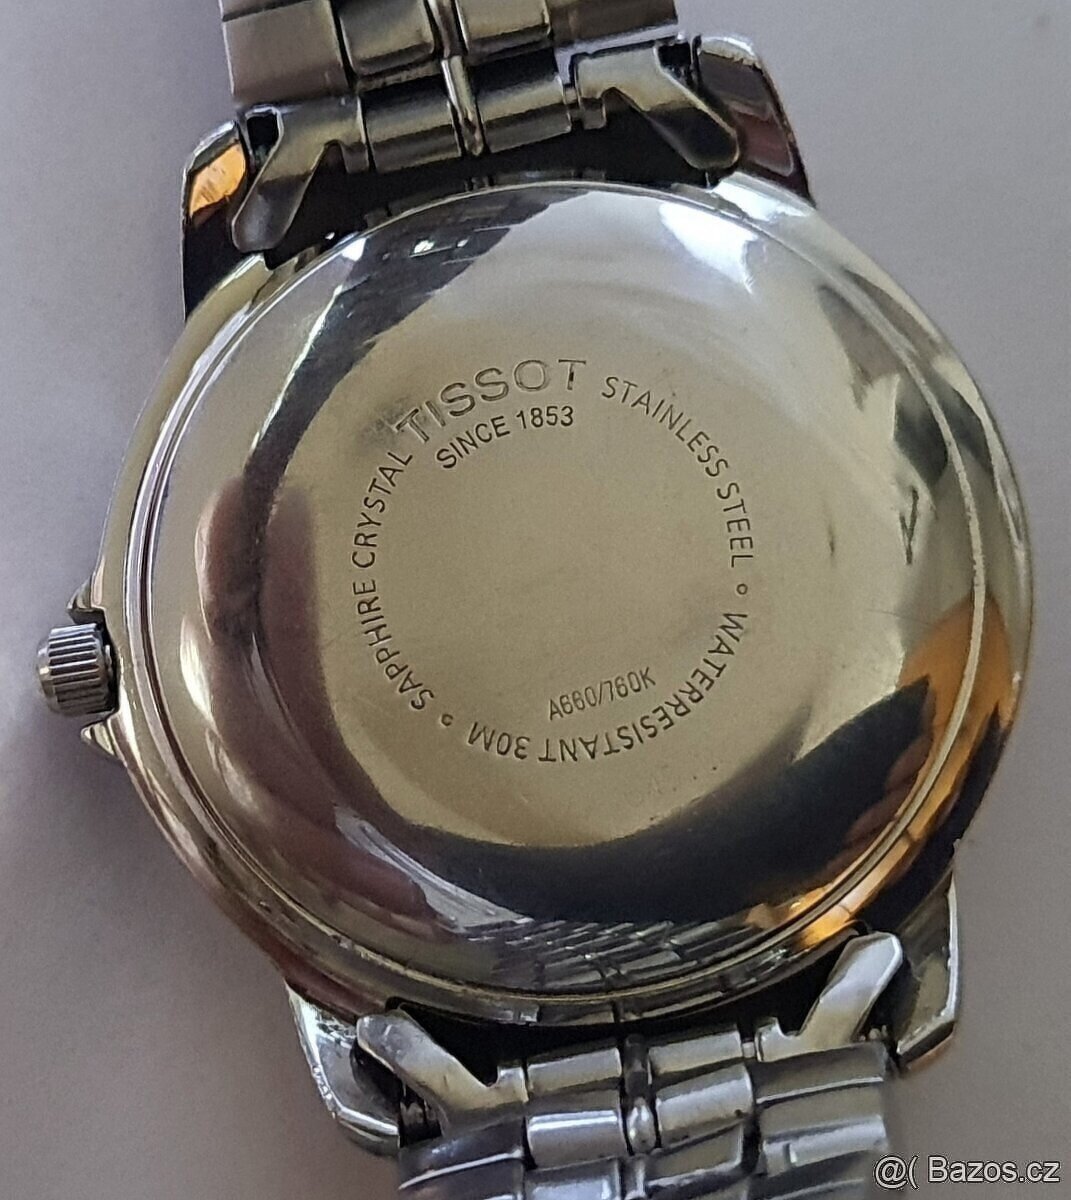 TISSOT
SINCE 1853
STAINLESS STEEL ° WATERRESISTANT 30M ° SAPPHIRE CRYSTAL
A660/760K
@( Bazos.cz